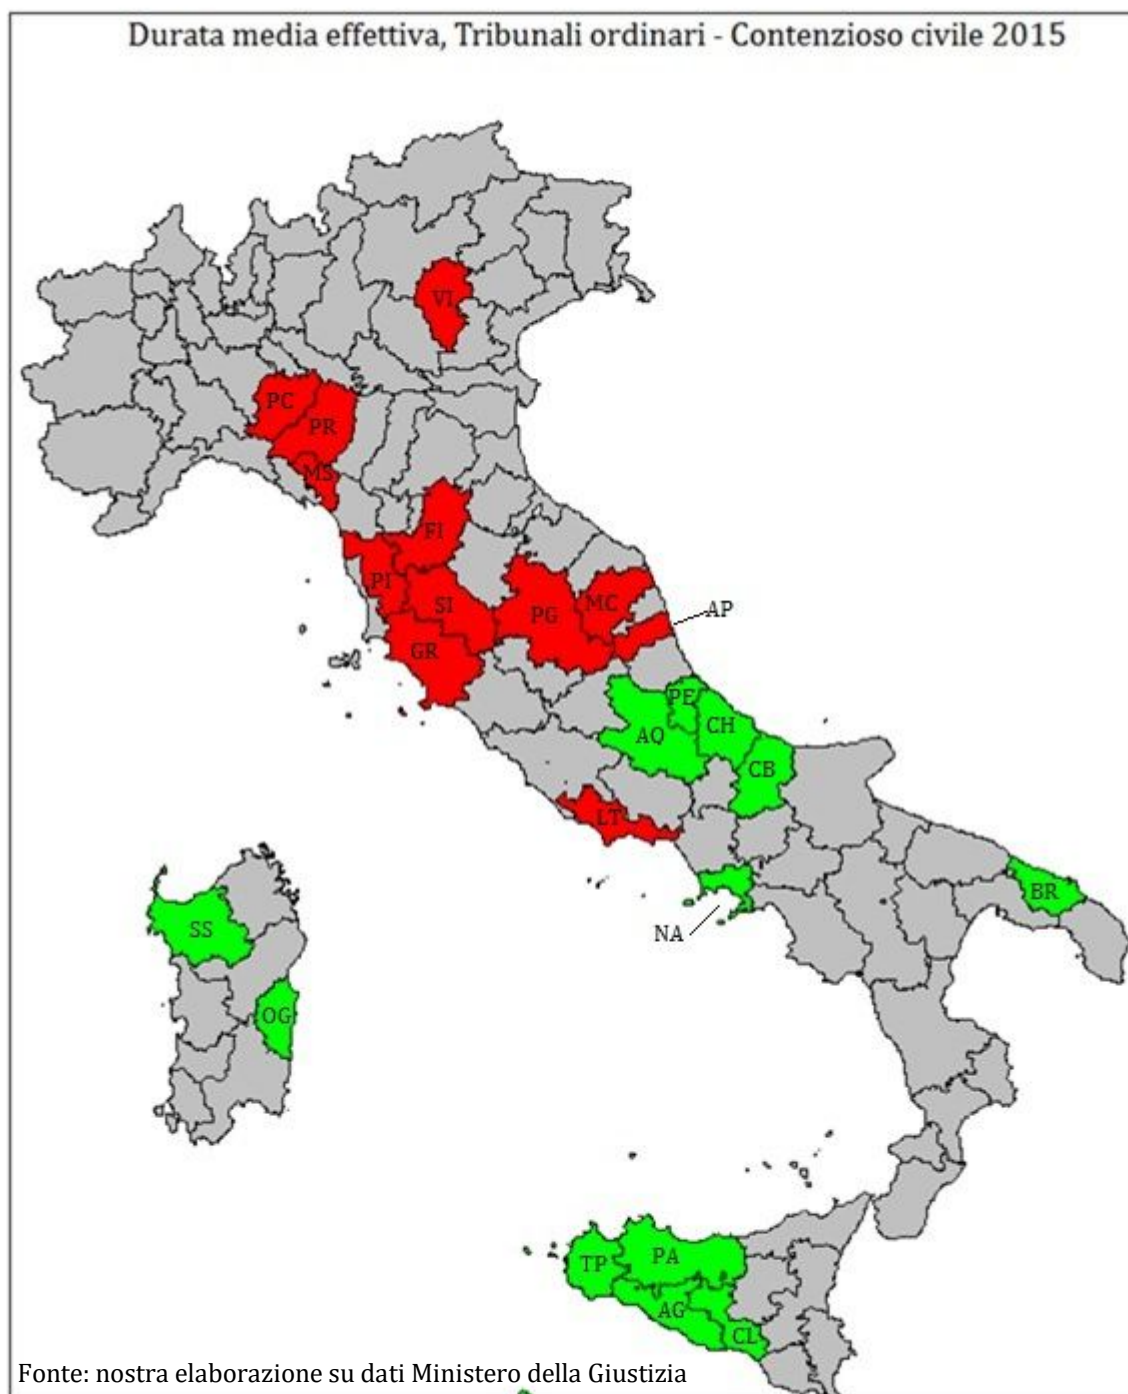 Durata media effettiva, Tribunali ordinari - Contenzioso civile 2015
VI
PC
PR
MS
FI
PI
SI
PG
MC
AP
GR
PE
AQ
CH
CB
LT
NA
BR
SS
OG
TP
PA
AG
CL
Fonte: nostra elaborazione su dati Ministero della Giustizia